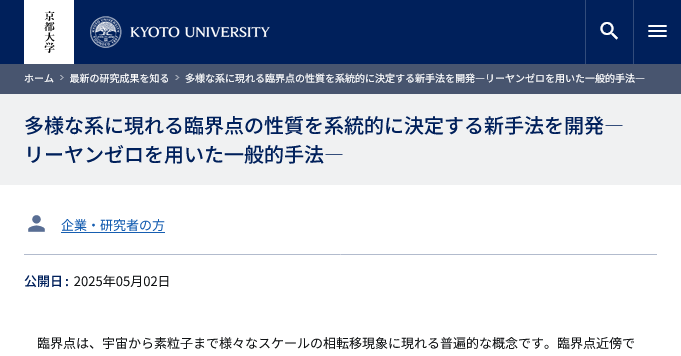 京都大学
KYOTO UNIVERSITY
ホーム > 最新の研究成果を知る > 多様な系に現れる臨界点の性質を系統的に決定する新手法を開発―リーヤンゼロを用いた一般的手法―
多様な系に現れる臨界点の性質を系統的に決定する新手法を開発―
リーヤンゼロを用いた一般的手法―
企業・研究者の方
公開日: 2025年05月02日
臨界点は、宇宙から素粒子まで様々なスケールの相転移現象に現れる普遍的な概念です。臨界点近傍で